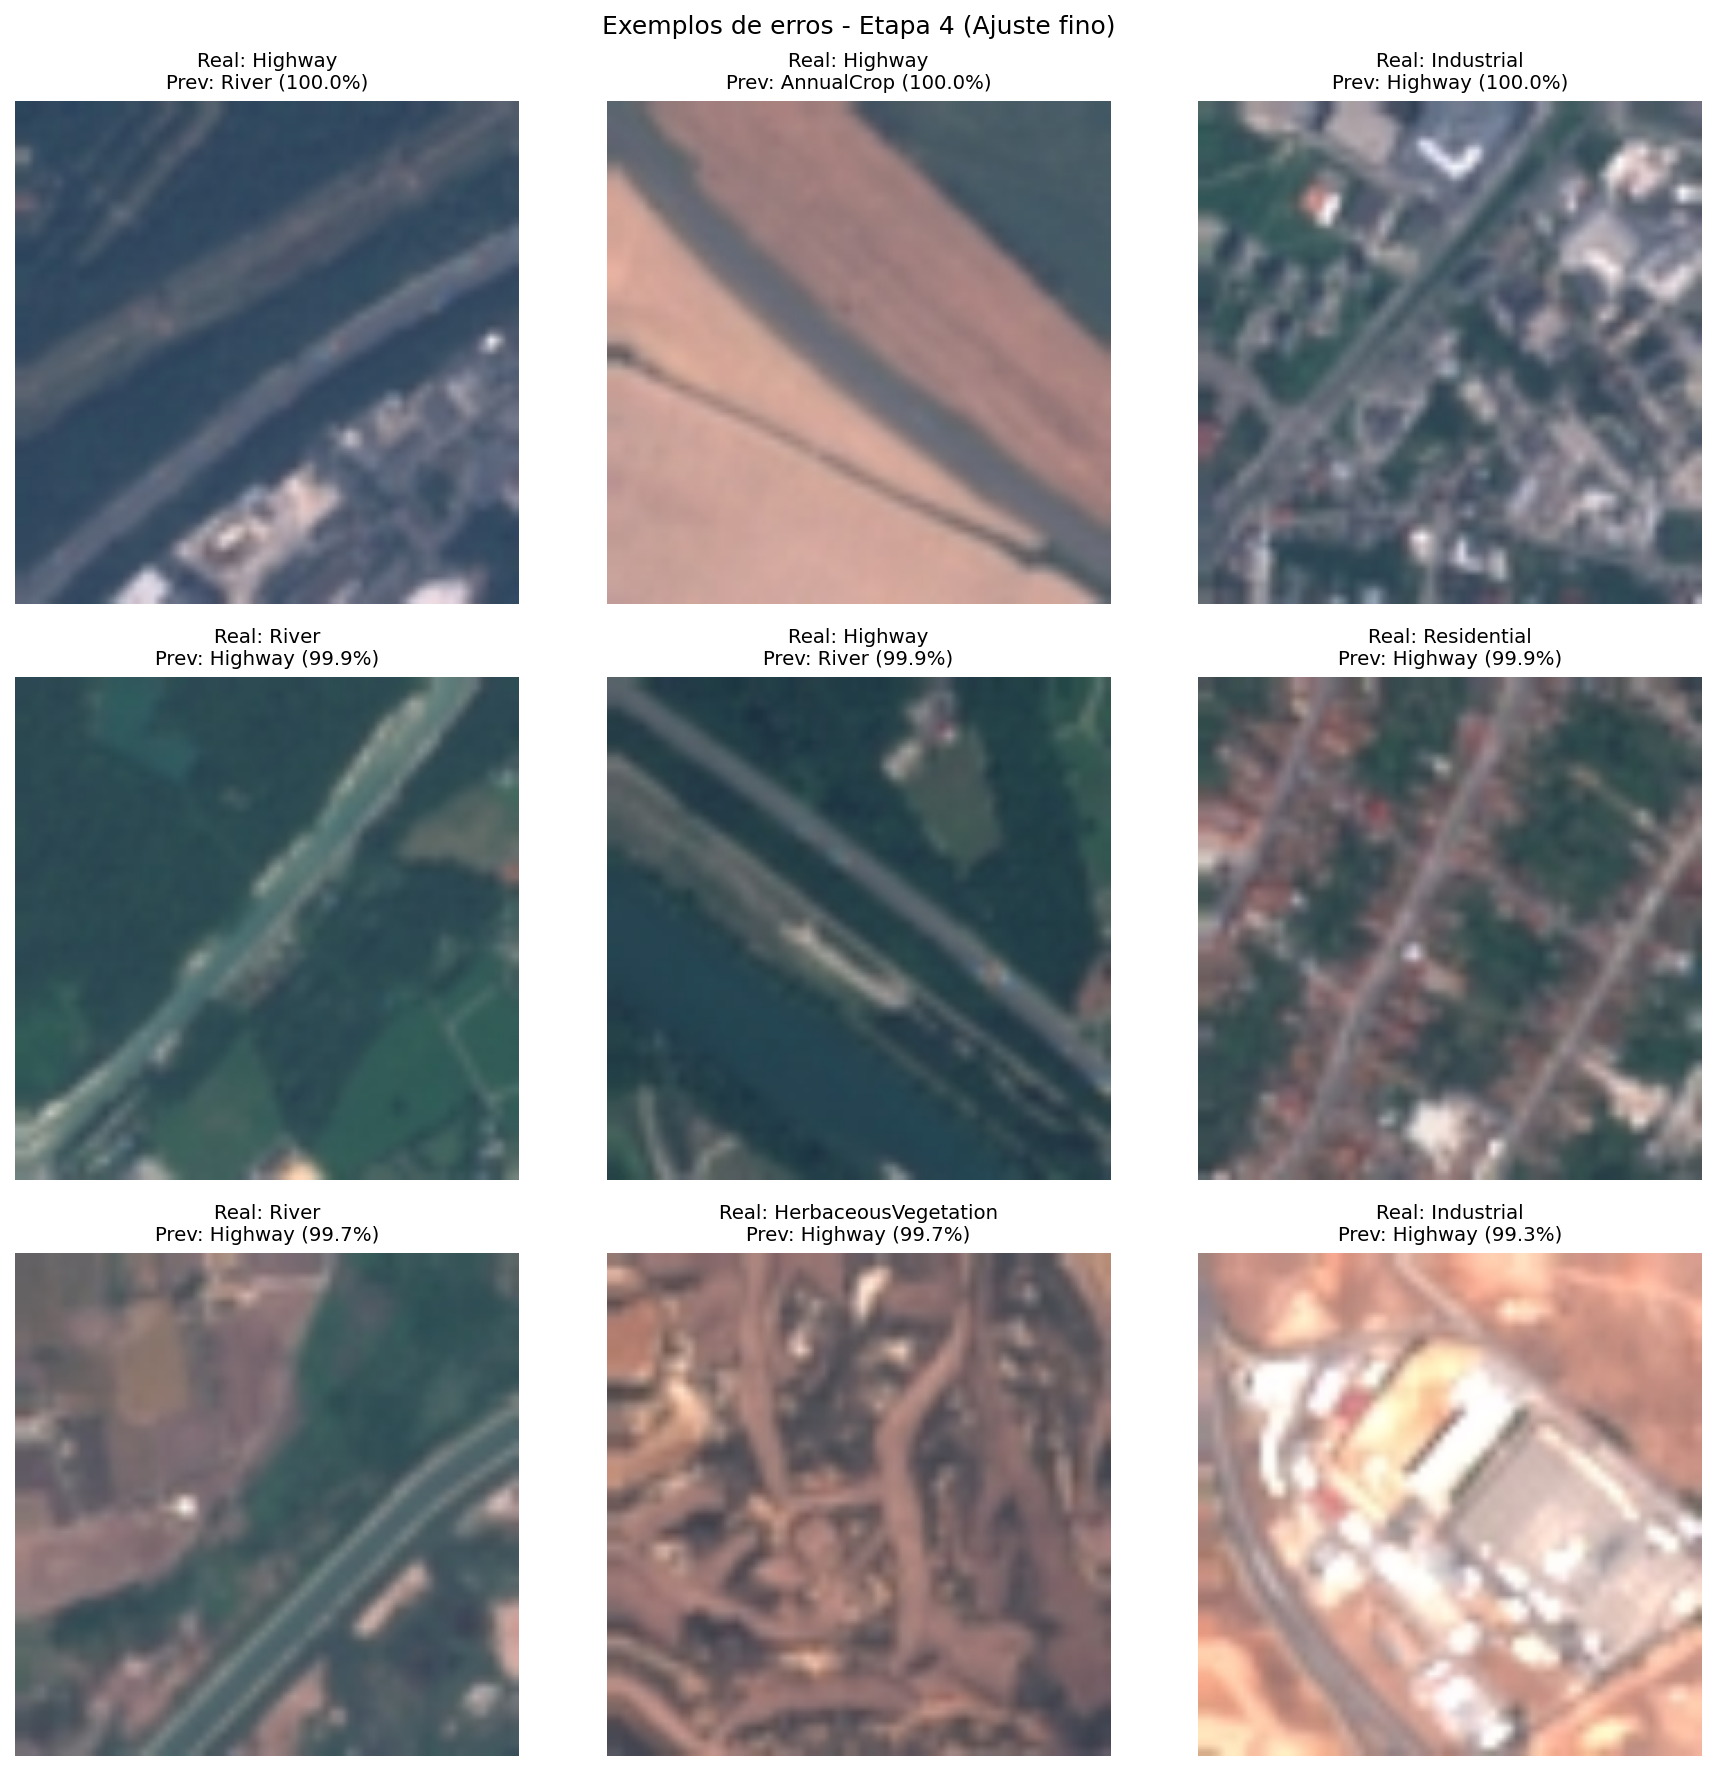 Exemplos de erros - Etapa 4 (Ajuste fino)
Real: Highway
Prev: River (100.0%)
Real: Highway
Prev: AnnualCrop (100.0%)
Real: Industrial
Prev: Highway (100.0%)
Real: River
Prev: Highway (99.9%)
Real: Highway
Prev: River (99.9%)
Real: Residential
Prev: Highway (99.9%)
Real: River
Prev: Highway (99.7%)
Real: HerbaceousVegetation
Prev: Highway (99.7%)
Real: Industrial
Prev: Highway (99.3%)